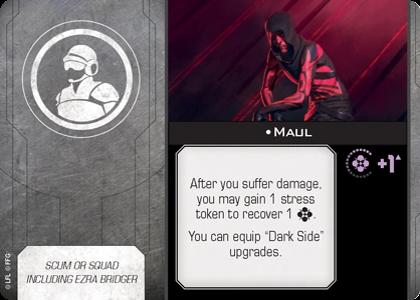 • MAUL
+1
After you suffer damage,
you may gain 1 stress
token to recover 1 .
You can equip “Dark Side”
upgrades.
SCUM OR SQUAD
INCLUDING EZRA BRIDGER
© LFL © FFG